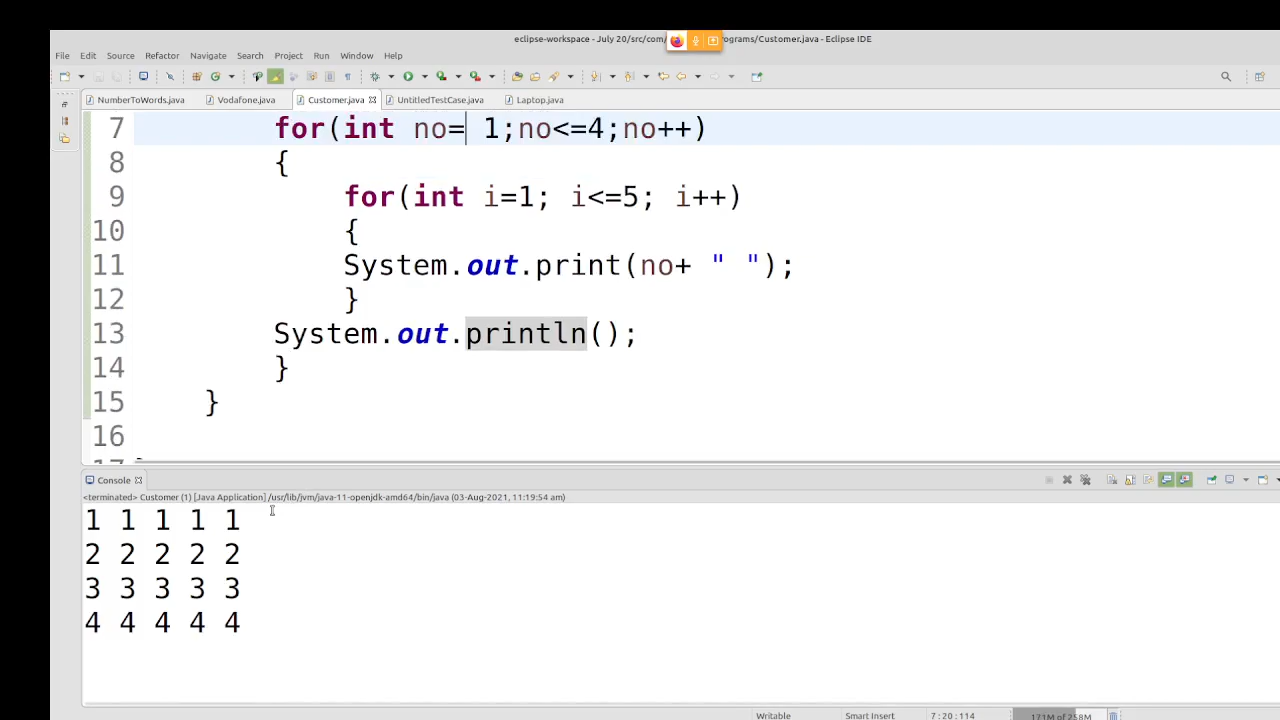 eclipse-workspace - July 20/src/com/ rograms/Customer.java - Eclipse IDE
File Edit Source Refactor Navigate Search Project Run Window Help
NumberToWords.java Vodafone.java Customer.java UntitledTestCase.java Laptop.java
7 for(int no= 1;no<=4;no++)
8 {
9 for(int i=1; i<=5; i++)
10 {
11 System.out.print(no+ " ");
12 }
13 System.out.println();
14 }
15 }
16
Console
<terminated> Customer (1) [Java Application] /usr/lib/jvm/java-11-openjdk-amd64/bin/java (03-Aug-2021, 11:19:54 am)
1 1 1 1 1
2 2 2 2 2
3 3 3 3 3
4 4 4 4 4
Writable Smart Insert 7:20:114 171M of 258M